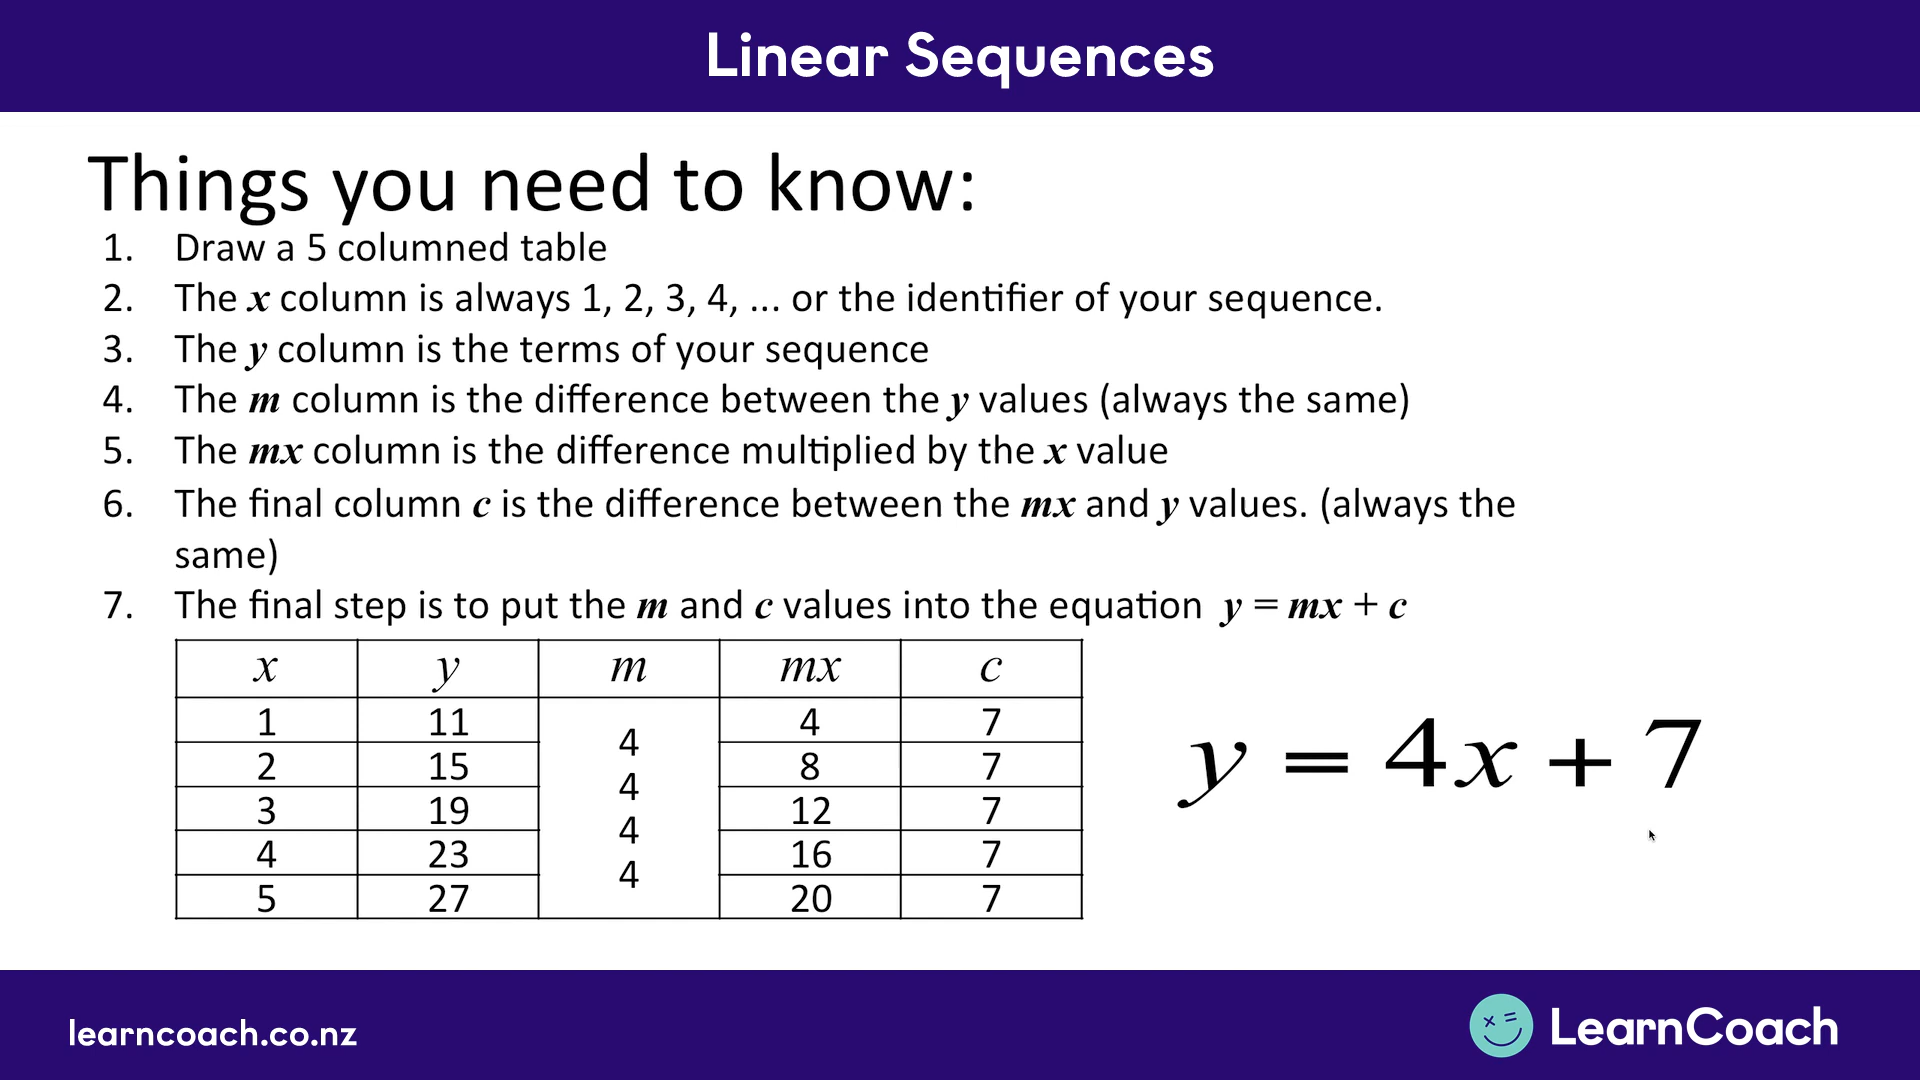 Linear Sequences
Things you need to know:
1. Draw a 5 columned table
2. The x column is always 1, 2, 3, 4, ... or the identifier of your sequence.
3. The y column is the terms of your sequence
4. The m column is the difference between the y values (always the same)
5. The mx column is the difference multiplied by the x value
6. The final column c is the difference between the mx and y values. (always the
same)
7. The final step is to put the m and c values into the equation y = mx + c
x y m mx c
1 11 4 7
4
2 15 8 7
4
3 19 12 7
4
4 23 16 7
4
5 27 20 7
y = 4x + 7
learncoach.co.nz
LearnCoach